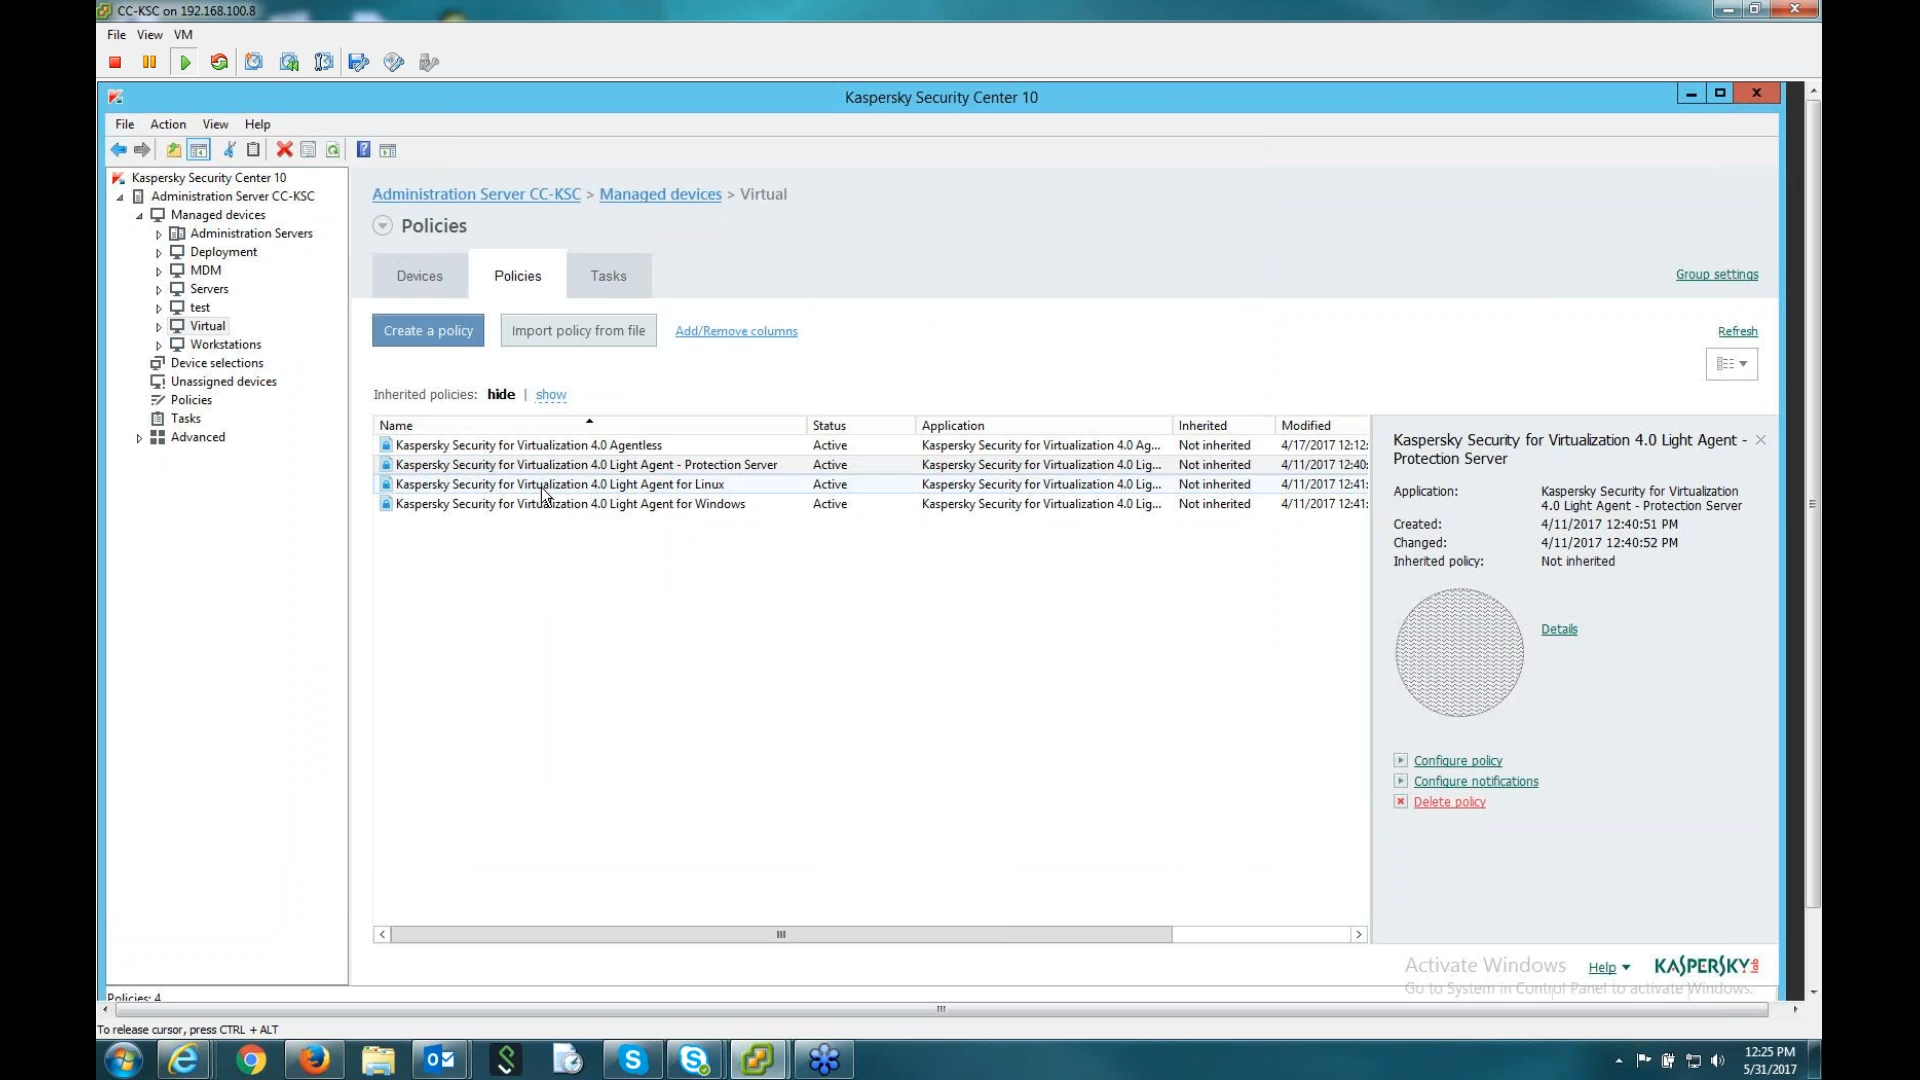 CC-KSC on 192.168.100.8
File View VM
Kaspersky Security Center 10
File Action View Help
Kaspersky Security Center 10
Administration Server CC-KSC
Managed devices
Administration Servers
Deployment
MDM
Servers
test
Virtual
Workstations
Device selections
Unassigned devices
Policies
Tasks
Advanced
Administration Server CC-KSC > Managed devices > Virtual
Policies
Devices Policies Tasks
Group settings
Create a policy Import policy from file Add/Remove columns
Refresh
Inherited policies: hide | show
Name Status Application Inherited Modified
Kaspersky Security for Virtualization 4.0 Agentless Active Kaspersky Security for Virtualization 4.0 Ag... Not inherited 4/17/2017 12:12:
Kaspersky Security for Virtualization 4.0 Light Agent - Protection Server Active Kaspersky Security for Virtualization 4.0 Lig... Not inherited 4/11/2017 12:40:
Kaspersky Security for Virtualization 4.0 Light Agent for Linux Active Kaspersky Security for Virtualization 4.0 Lig... Not inherited 4/11/2017 12:41:
Kaspersky Security for Virtualization 4.0 Light Agent for Windows Active Kaspersky Security for Virtualization 4.0 Lig... Not inherited 4/11/2017 12:41:
Kaspersky Security for Virtualization 4.0 Light Agent -
Protection Server
Application: Kaspersky Security for Virtualization
4.0 Light Agent - Protection Server
Created: 4/11/2017 12:40:51 PM
Changed: 4/11/2017 12:40:52 PM
Inherited policy: Not inherited
Details
Configure policy
Configure notifications
Delete policy
Activate Windows
Help
KASPERSKY lab
Go to System in Control Panel to activate Windows.
Policies: 4
To release cursor, press CTRL + ALT
12:25 PM
5/31/2017